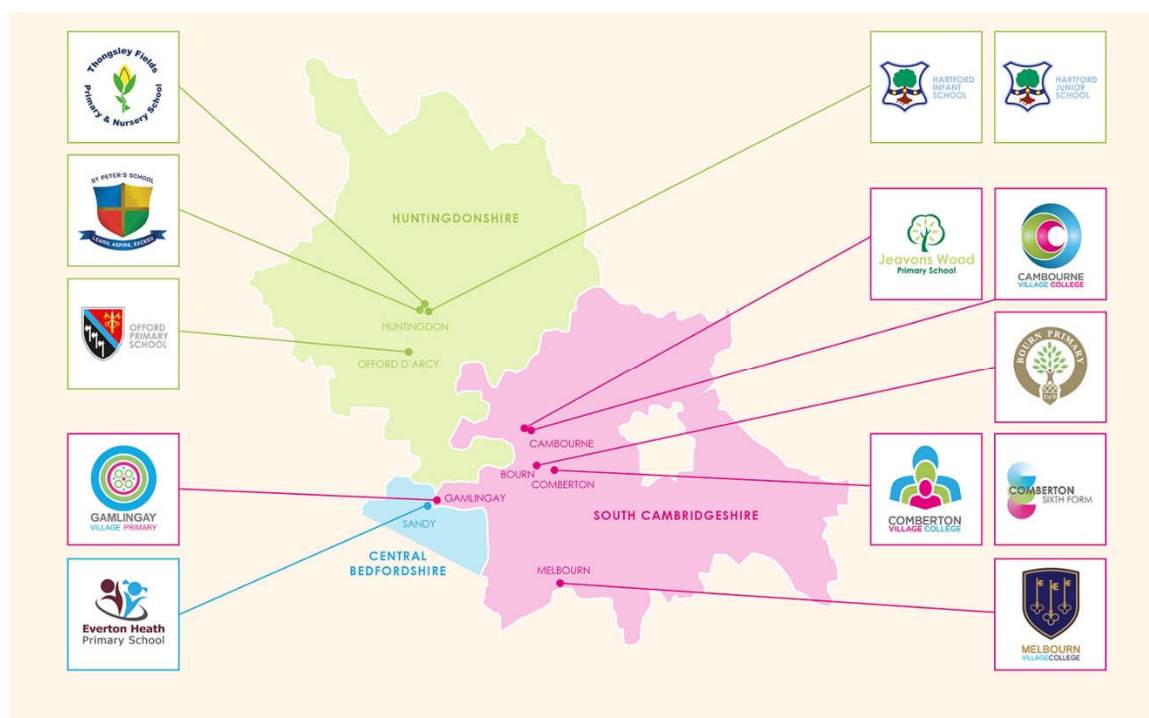 Thongsley Fields
Primary & Nursery School
ST PETER'S SCHOOL
LEARN, ASPIRE, EXCEED
OFFORD
PRIMARY
SCHOOL
GAMLINGAY
VILLAGE PRIMARY
Everton Heath
Primary School
HUNTINGDONSHIRE
HUNTINGDON
OFFORD D'ARCY
CAMBOURNE
BOURN
COMBERTON
GAMLINGAY
SANDY
SOUTH CAMBRIDGESHIRE
CENTRAL
BEDFORDSHIRE
MELBOURN
HARTFORD
INFANT
SCHOOL
HARTFORD
JUNIOR
SCHOOL
Jeavons Wood
Primary School
CAMBOURNE
VILLAGE COLLEGE
BOURN PRIMARY
CofE
COMBERTON
VILLAGE COLLEGE
COMBERTON
SIXTH FORM
MELBOURN
VILLAGECOLLEGE